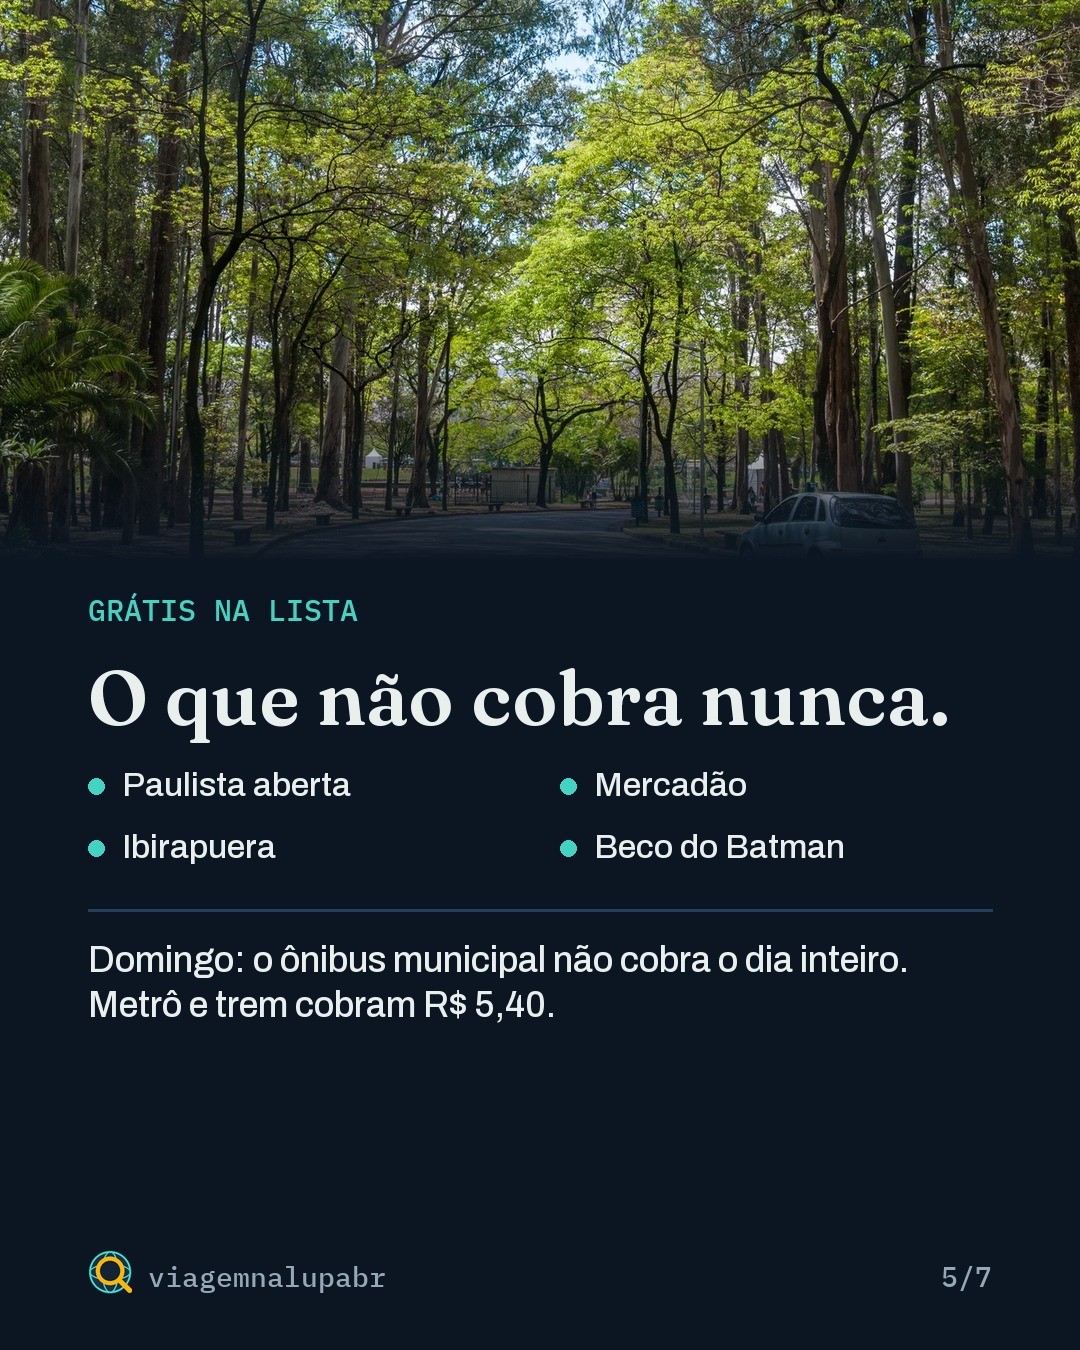 GRÁTIS NA LISTA
O que não cobra nunca.
Paulista aberta
Mercadão
Ibirapuera
Beco do Batman
Domingo: o ônibus municipal não cobra o dia inteiro.
Metrô e trem cobram R$ 5,40.
viagemnalupabr
5/7